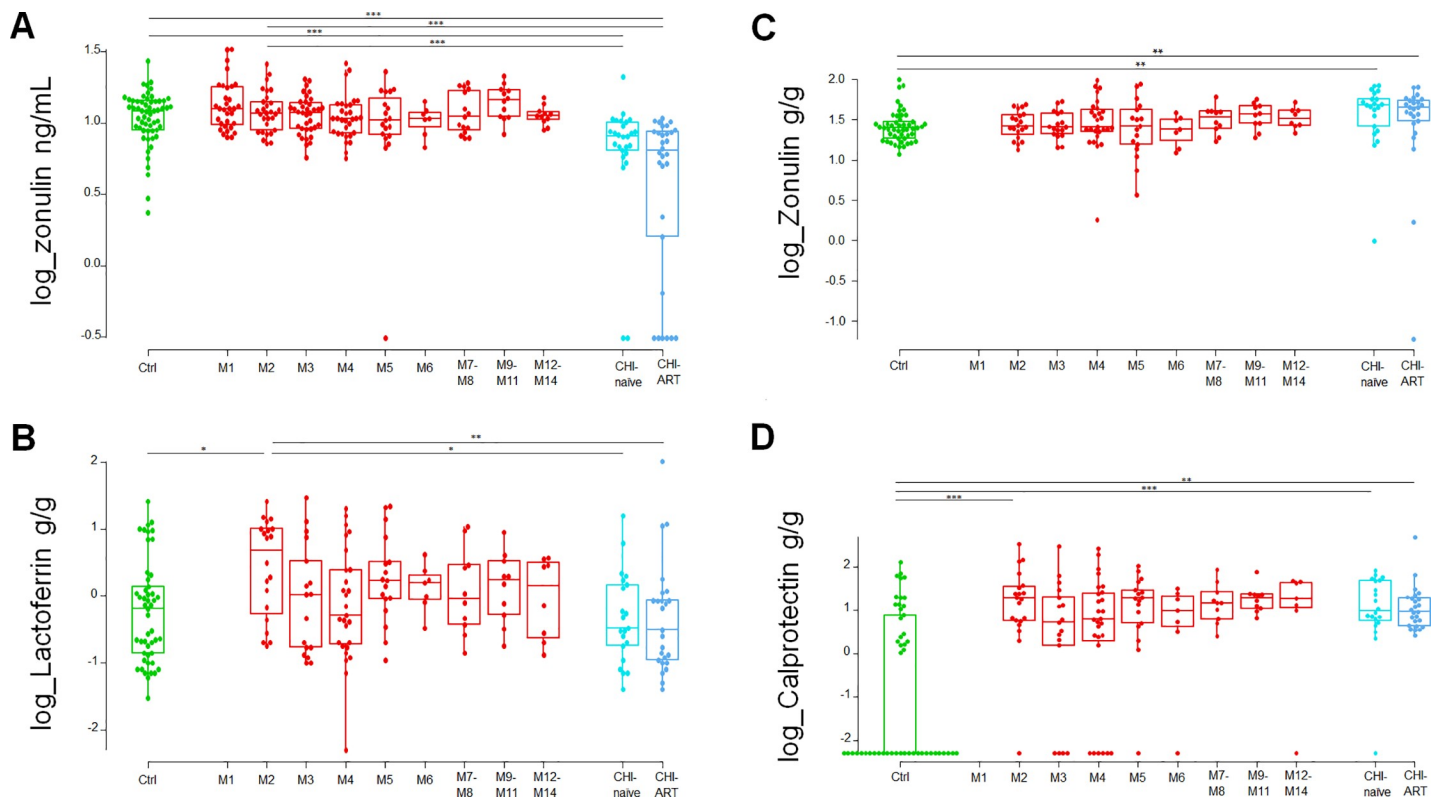 A
log_zonulin ng/mL
***
***
***
***
1.5
1.0
0.5
0.0
-0.5
Ctrl M1 M2 M3 M4 M5 M6 M7-M8 M9-M11 M12-M14 CHI-naïve CHI-ART
B
log_Lactoferrin g/g
**
* *
2
1
0
-1
-2
Ctrl M1 M2 M3 M4 M5 M6 M7-M8 M9-M11 M12-M14 CHI-naïve CHI-ART
C
log_Zonulin g/g
**
**
2.0
1.5
1.0
0.5
0.0
-0.5
-1.0
Ctrl M1 M2 M3 M4 M5 M6 M7-M8 M9-M11 M12-M14 CHI-naïve CHI-ART
D
log_Calprotectin g/g
**
***
***
2
1
0
-1
-2
Ctrl M1 M2 M3 M4 M5 M6 M7-M8 M9-M11 M12-M14 CHI-naïve CHI-ART